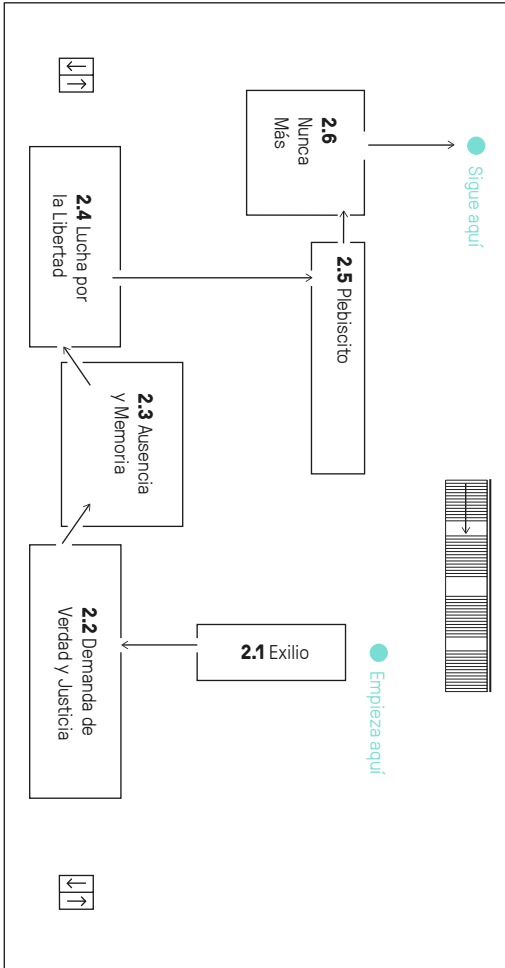 Empieza aquí
2.1 Exilio
2.2 Demanda de
Verdad y Justicia
2.3 Ausencia
y Memoria
2.4 Lucha por
la Libertad
2.5 Plebiscito
2.6
Nunca
Más
Sigue aquí